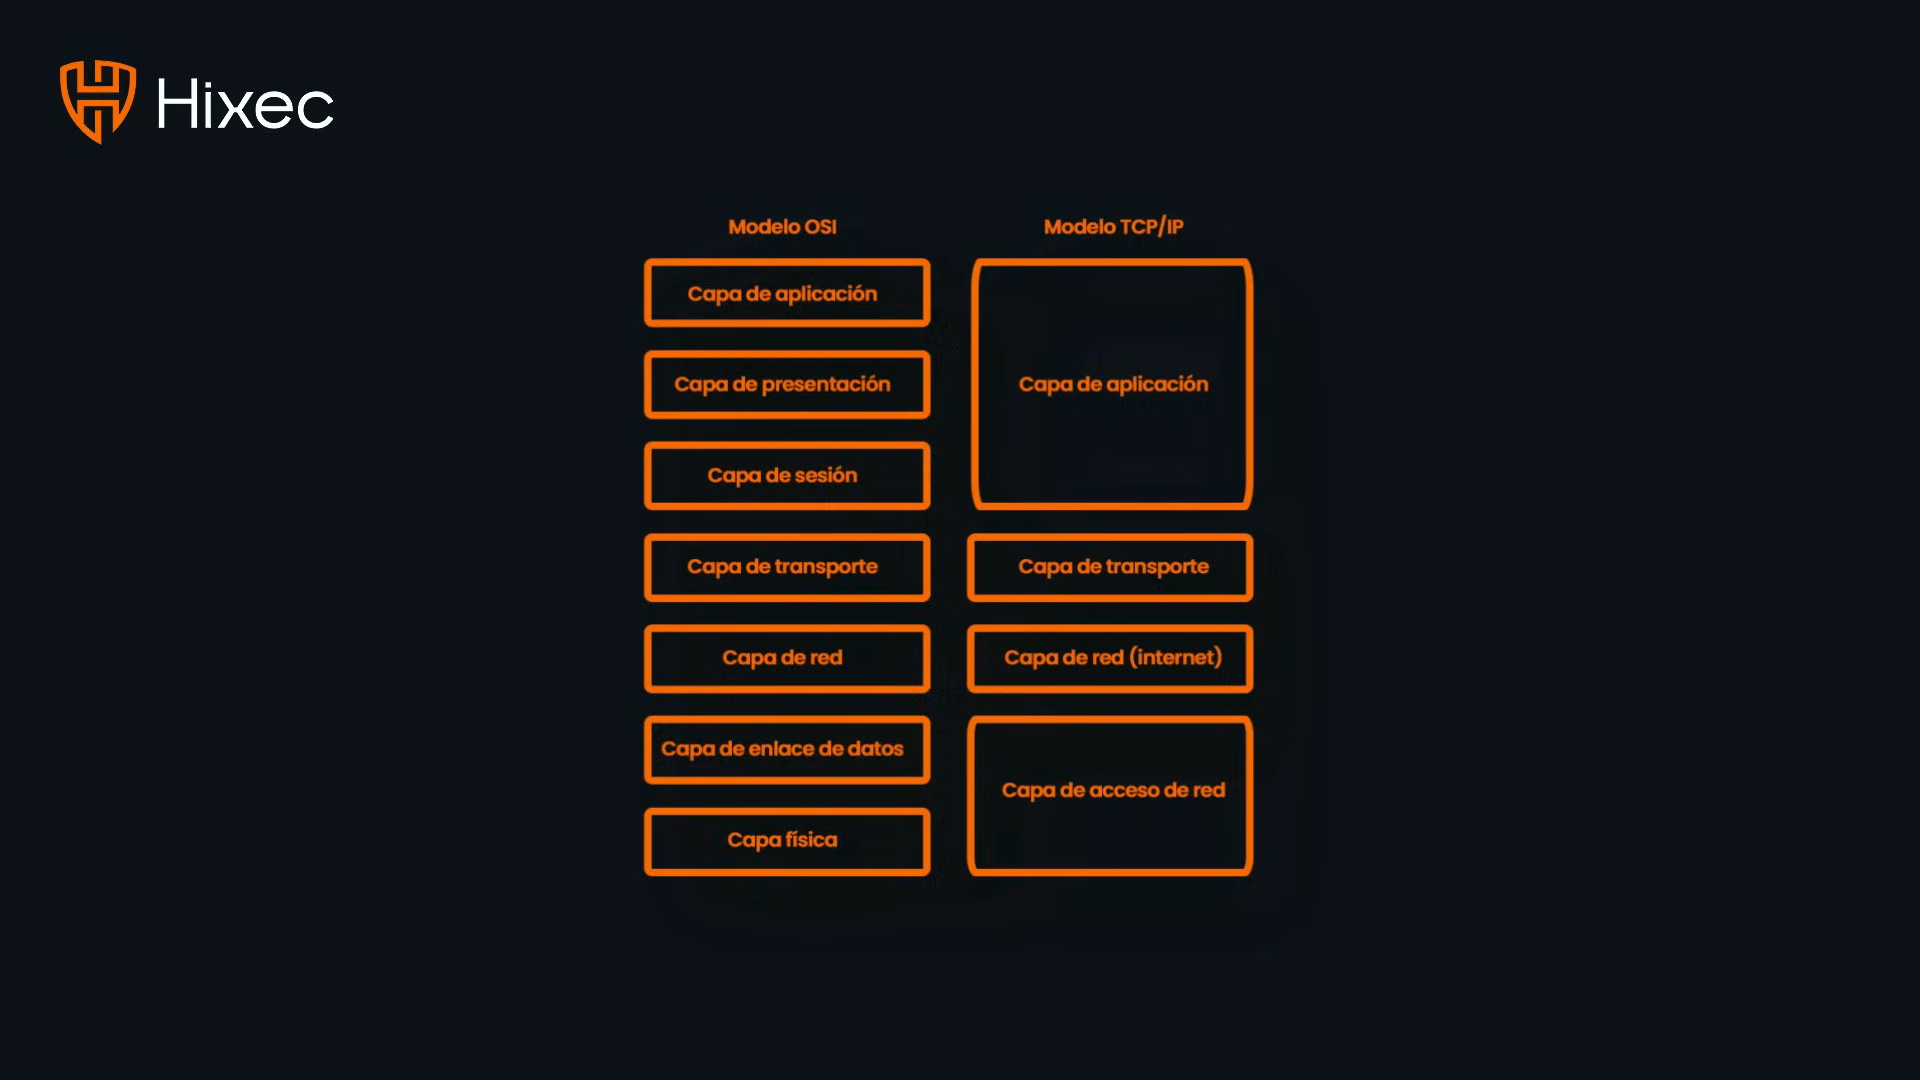 Hixec
Modelo OSI
Capa de aplicación
Capa de presentación
Capa de sesión
Capa de transporte
Capa de red
Capa de enlace de datos
Capa física
Modelo TCP/IP
Capa de aplicación
Capa de transporte
Capa de red (internet)
Capa de acceso de red